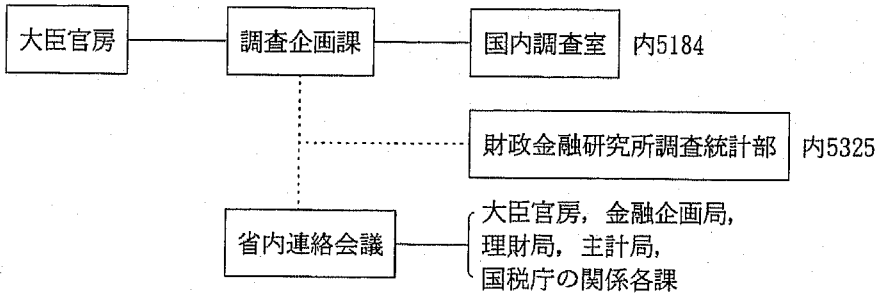 大臣官房 調査企画課 国内調査室 内5184
財政金融研究所調査統計部 内5325
省内連絡会議 大臣官房，金融企画局，
理財局，主計局，
国税庁の関係各課